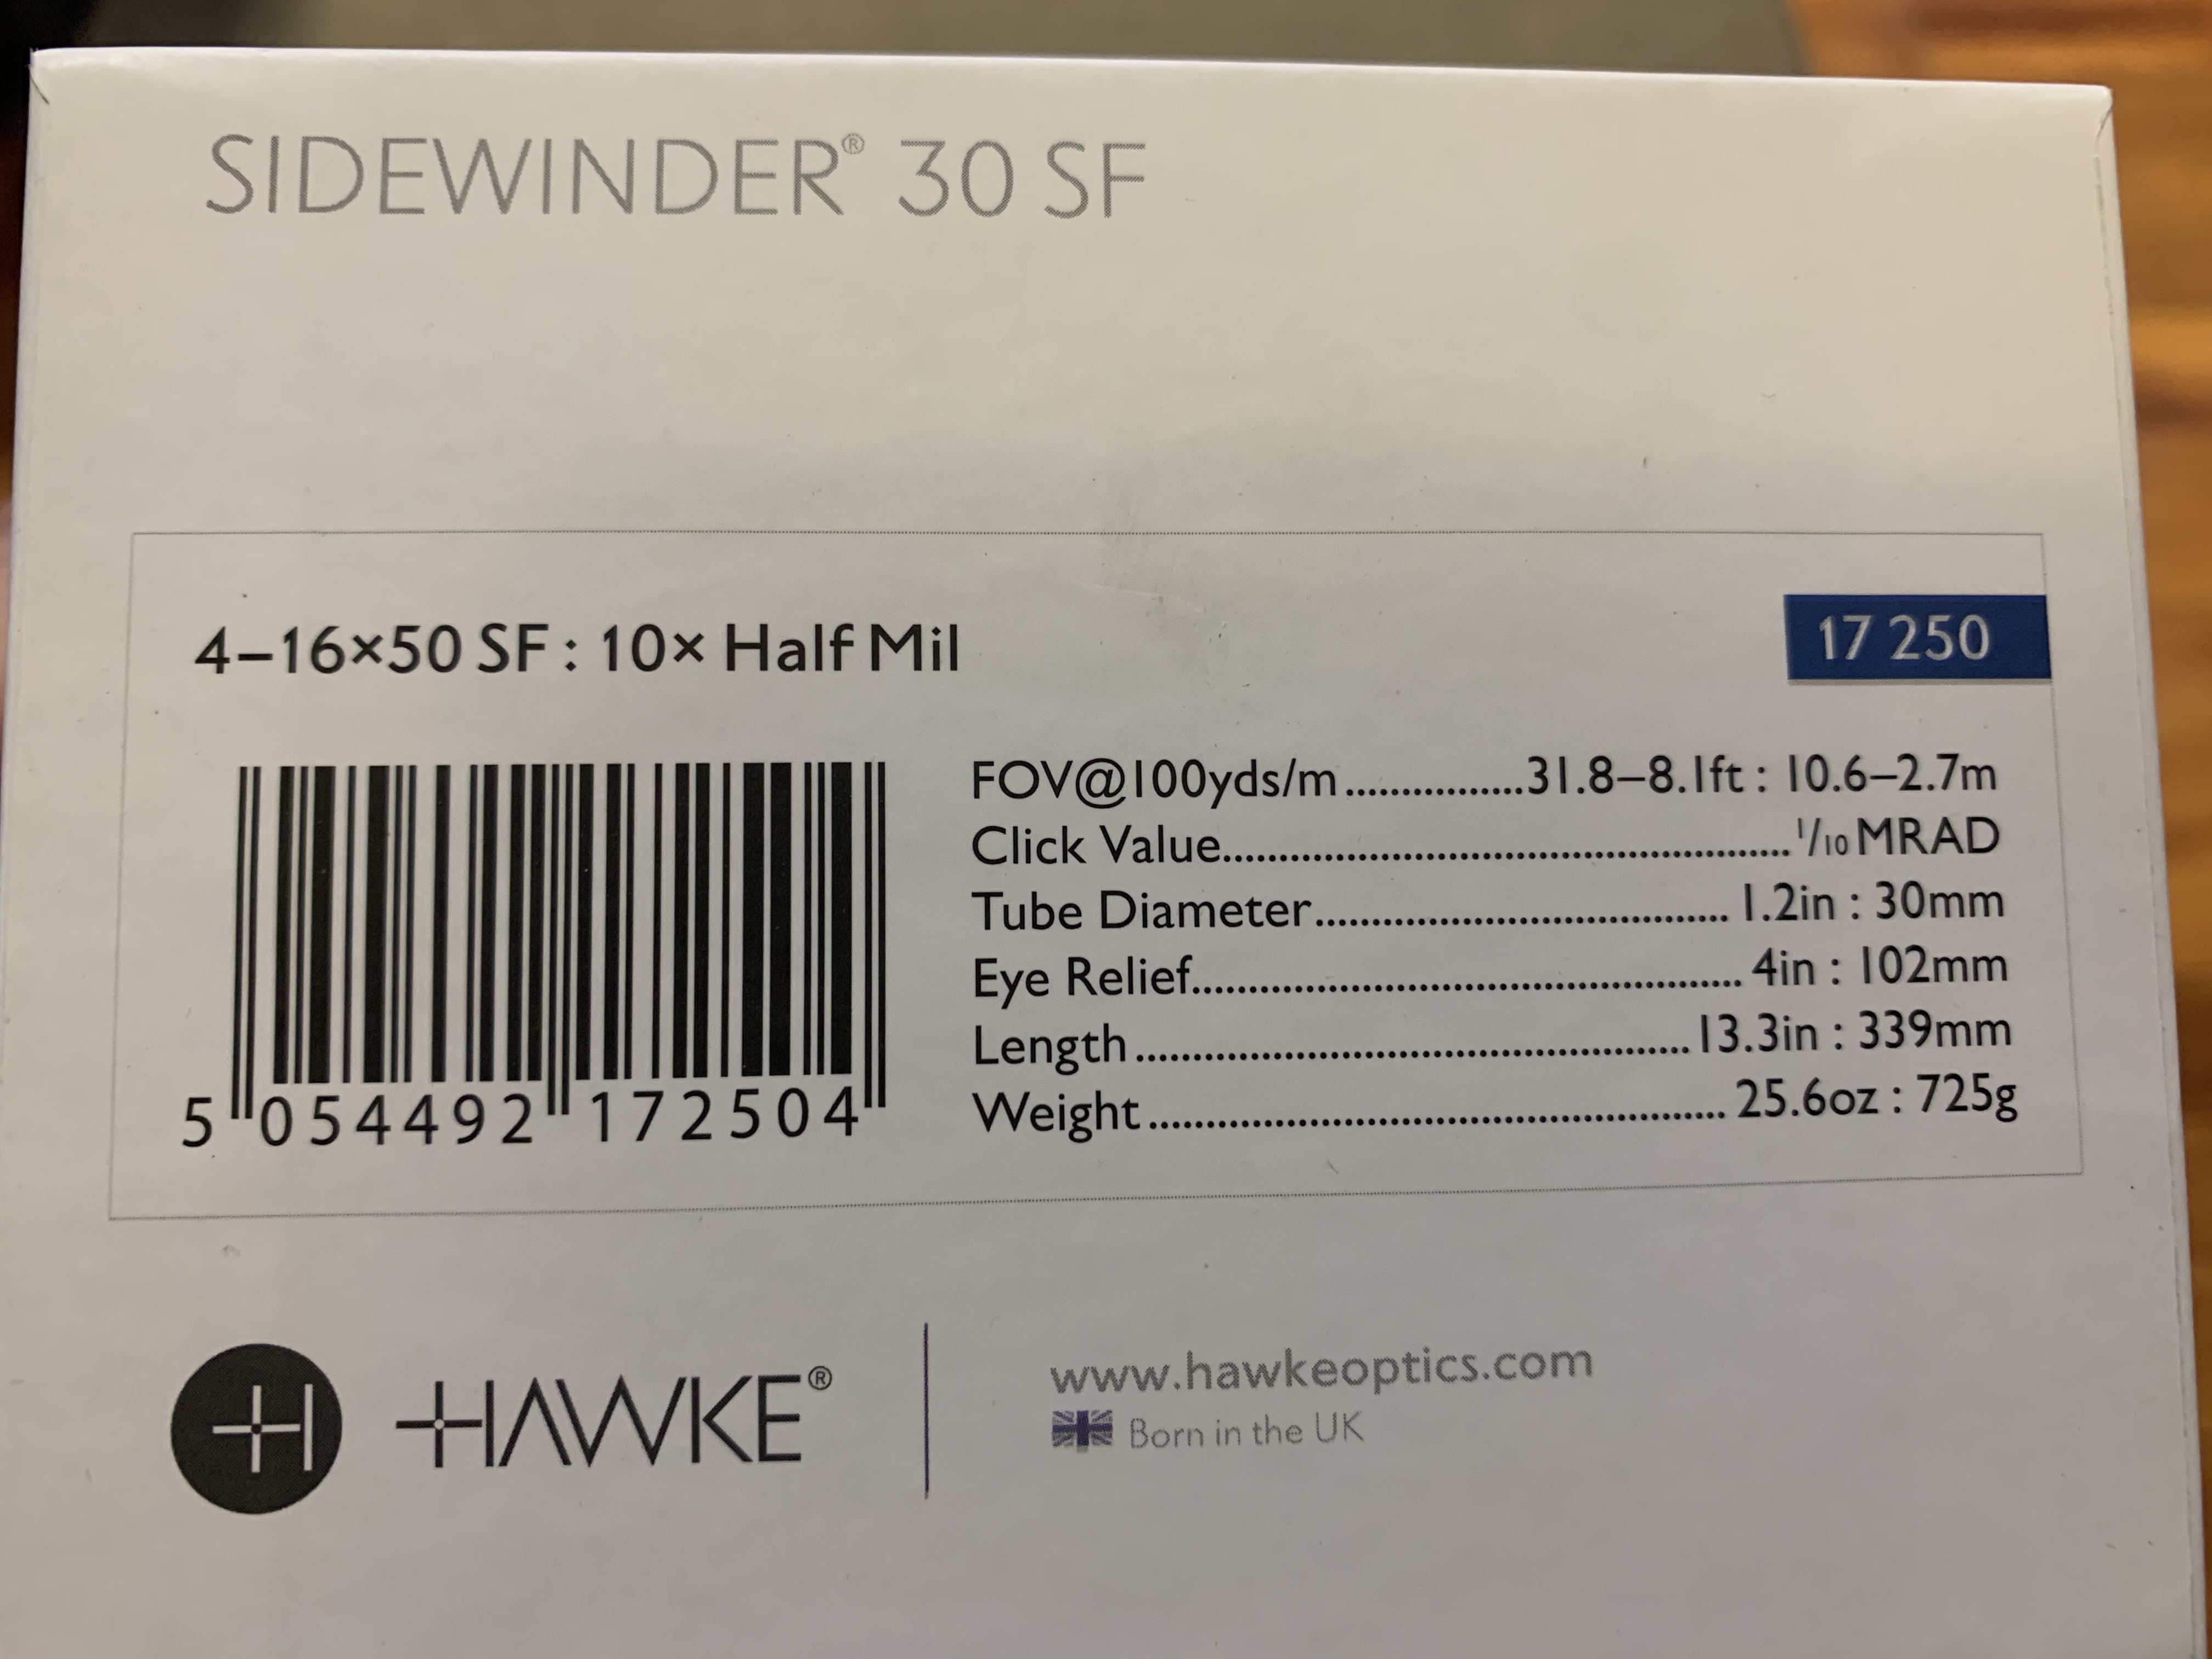 SIDEWINDER® 30 SF
4–16×50 SF : 10× Half Mil
17 250
FOV@100yds/m................31.8–8.1ft : 10.6–2.7m
Click Value..................................................1/10 MRAD
Tube Diameter..................................... 1.2in : 30mm
Eye Relief................................................. 4in : 102mm
Length..................................................13.3in : 339mm
Weight.................................................... 25.6oz : 725g
5 054492 172504
HAWKE®
www.hawkeoptics.com
Born in the UK